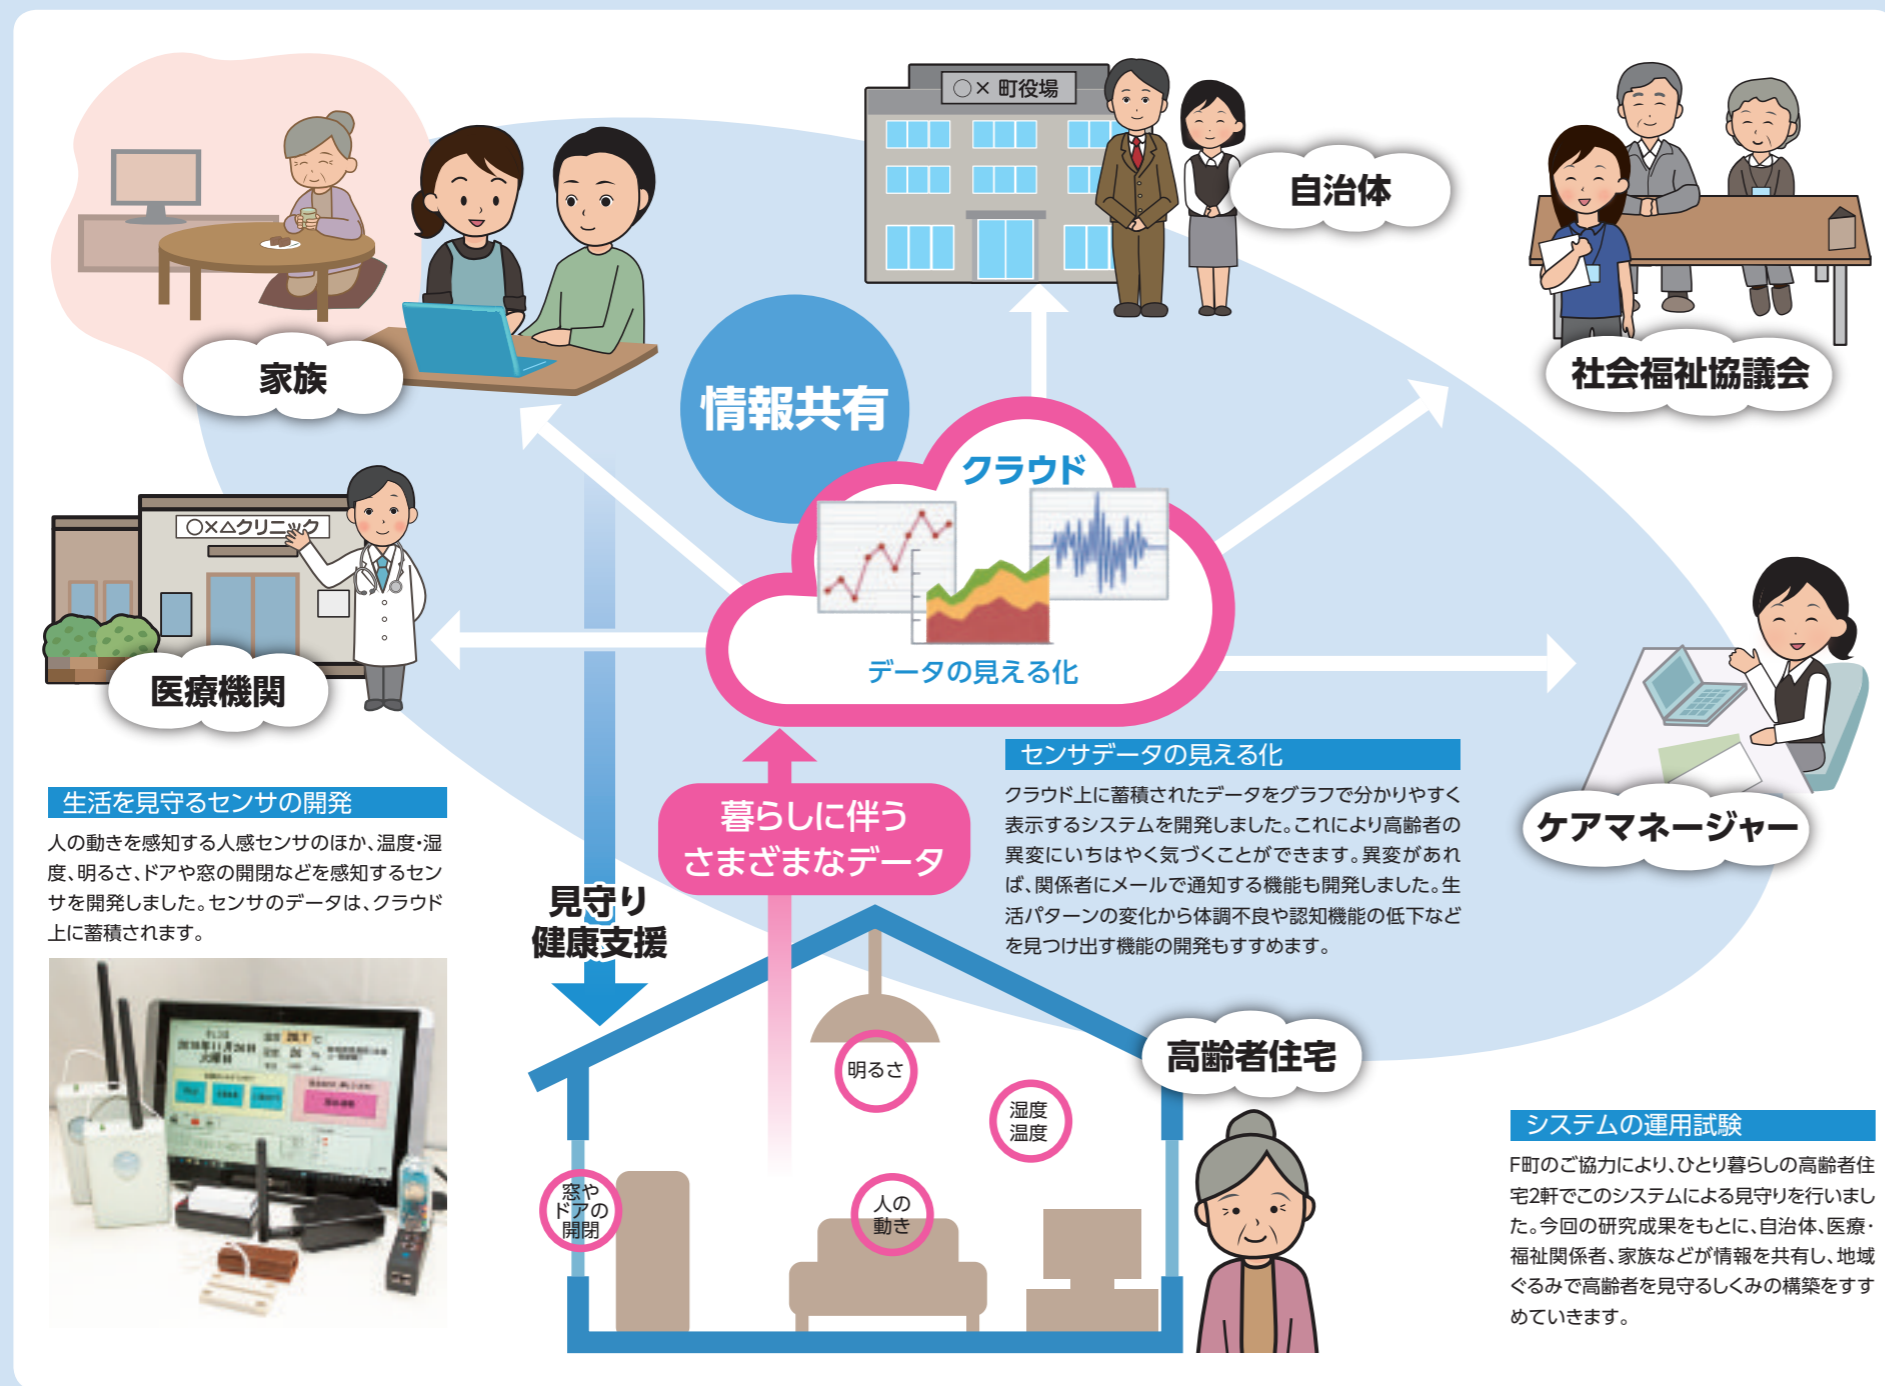 ○× 町役場
自治体
社会福祉協議会
家族
情報共有
クラウド
データの見える化
○×△クリニック
医療機関
ケアマネージャー
生活を見守るセンサの開発
人の動きを感知する人感センサのほか、温度・湿
度、明るさ、ドアや窓の開閉などを感知するセン
サを開発しました。センサのデータは、クラウド
上に蓄積されます。
暮らしに伴う
さまざまなデータ
見守り
健康支援
センサデータの見える化
クラウド上に蓄積されたデータをグラフで分かりやすく
表示するシステムを開発しました。これにより高齢者の
異変にいちはやく気づくことができます。異変があれ
ば、関係者にメールで通知する機能も開発しました。生
活パターンの変化から体調不良や認知機能の低下など
を見つけ出す機能の開発もすすめます。
高齢者住宅
明るさ
湿度
温度
窓や
ドアの
開閉
人の
動き
システムの運用試験
F町のご協力により、ひとり暮らしの高齢者住
宅2軒でこのシステムによる見守りを行いまし
た。今回の研究成果をもとに、自治体、医療・
福祉関係者、家族などが情報を共有し、地域
ぐるみで高齢者を見守るしくみの構築をすす
めていきます。